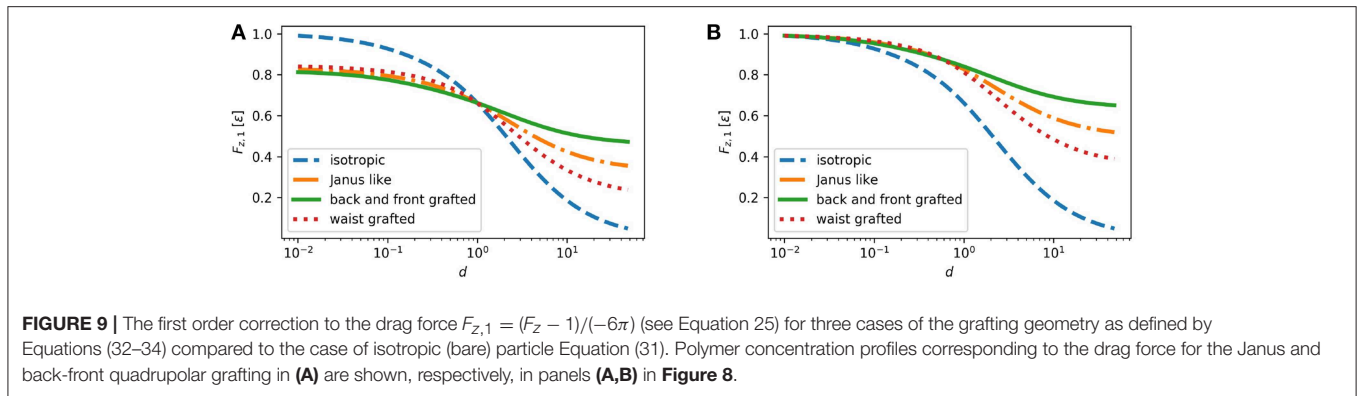 A
1.0
0.8
0.6
0.4
0.2
F_{z,1} [ε]
isotropic
Janus like
back and front grafted
waist grafted
10^{-2} 10^{-1} 10^{0} 10^{1}
d
B
1.0
0.8
0.6
0.4
0.2
F_{z,1} [ε]
isotropic
Janus like
back and front grafted
waist grafted
10^{-2} 10^{-1} 10^{0} 10^{1}
d
FIGURE 9 | The first order correction to the drag force F_{z,1} = (F_z − 1)/(−6π) (see Equation 25) for three cases of the grafting geometry as defined by
Equations (32–34) compared to the case of isotropic (bare) particle Equation (31). Polymer concentration profiles corresponding to the drag force for the Janus and
back-front quadrupolar grafting in (A) are shown, respectively, in panels (A,B) in Figure 8.